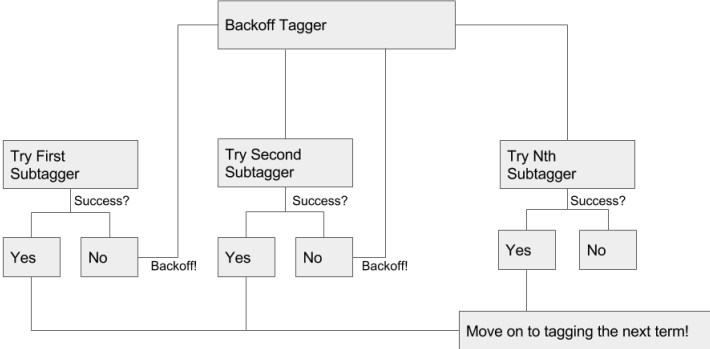 Backoff Tagger
Try First
Subtagger
Try Second
Subtagger
Try Nth
Subtagger
Success?
Success?
Success?
Yes
No
Yes
No
Yes
No
Backoff!
Backoff!
Move on to tagging the next term!